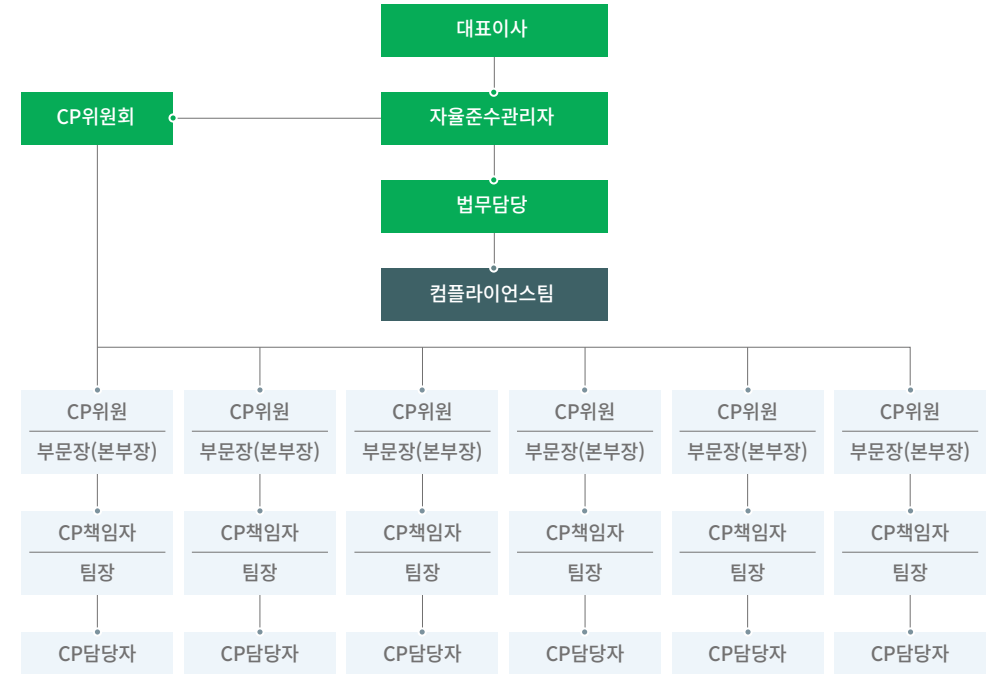 대표이사
CP위원회
자율준수관리자
법무담당
컴플라이언스팀
CP위원
CP위원
CP위원
CP위원
CP위원
CP위원
부문장(본부장)
부문장(본부장)
부문장(본부장)
부문장(본부장)
부문장(본부장)
부문장(본부장)
CP책임자
CP책임자
CP책임자
CP책임자
CP책임자
CP책임자
팀장
팀장
팀장
팀장
팀장
팀장
CP담당자
CP담당자
CP담당자
CP담당자
CP담당자
CP담당자